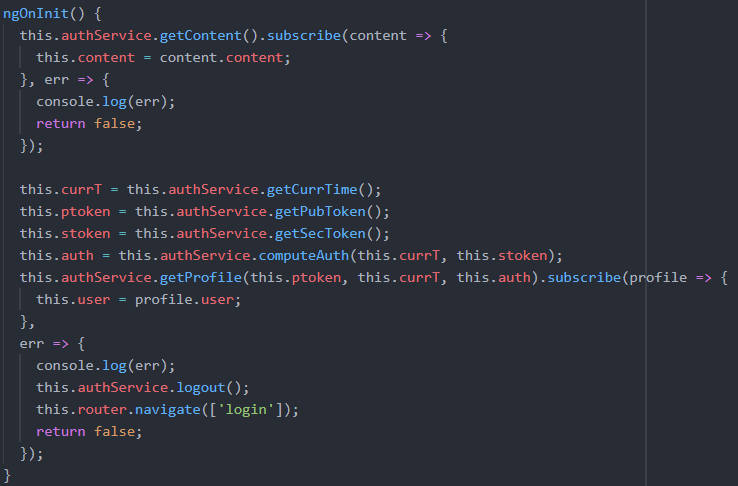 ngOnInit() {
  this.authService.getContent().subscribe(content => {
    this.content = content.content;
  }, err => {
    console.log(err);
    return false;
  });

  this.currT = this.authService.getCurrTime();
  this.ptoken = this.authService.getPubToken();
  this.stoken = this.authService.getSecToken();
  this.auth = this.authService.computeAuth(this.currT, this.stoken);
  this.authService.getProfile(this.ptoken, this.currT, this.auth).subscribe(profile => {
    this.user = profile.user;
  },
  err => {
    console.log(err);
    this.authService.logout();
    this.router.navigate(['login']);
    return false;
  });
}